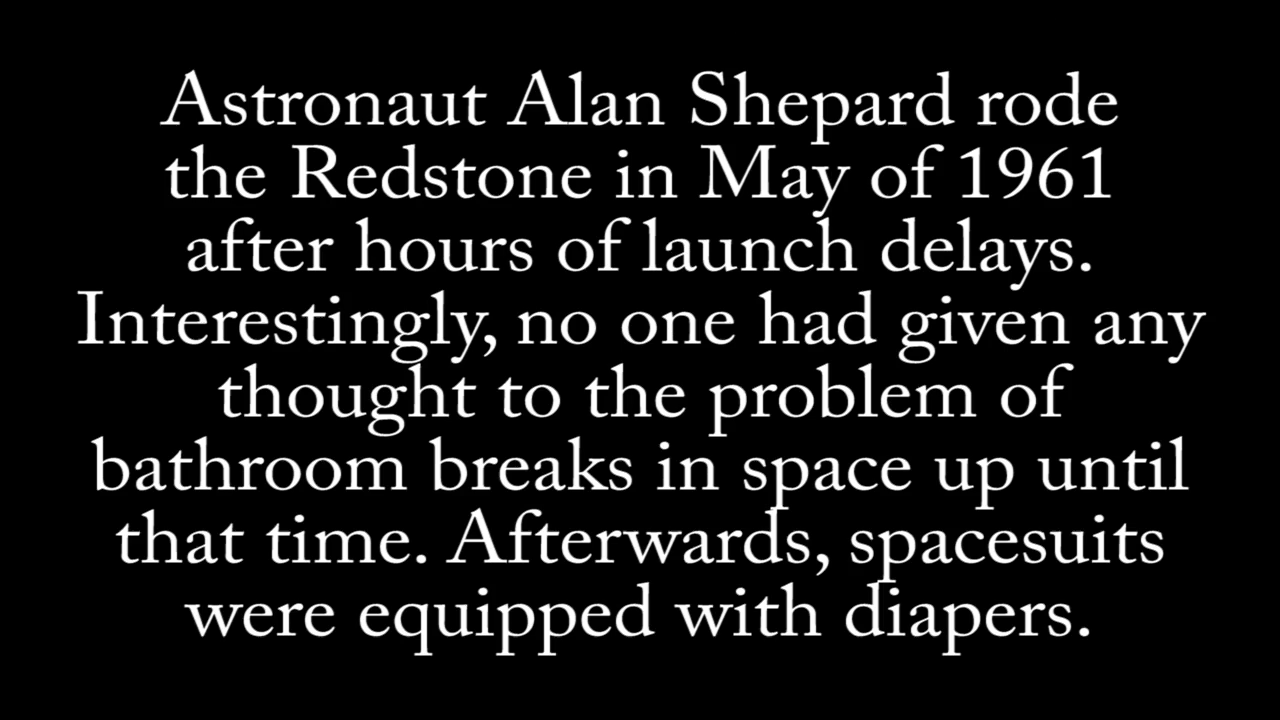 Astronaut Alan Shepard rode
the Redstone in May of 1961
after hours of launch delays.
Interestingly, no one had given any
thought to the problem of
bathroom breaks in space up until
that time. Afterwards, spacesuits
were equipped with diapers.